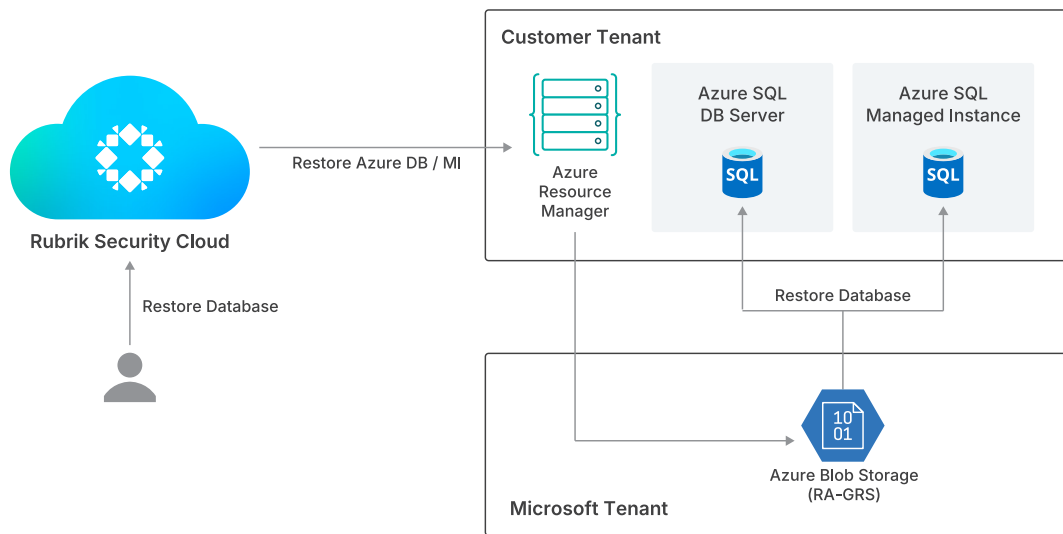 Customer Tenant
Azure SQL
DB Server
SQL
Azure SQL
Managed Instance
SQL
Restore Azure DB / MI
Azure
Resource
Manager
Rubrik Security Cloud
Restore Database
Restore Database
10
01
Azure Blob Storage
(RA-GRS)
Microsoft Tenant